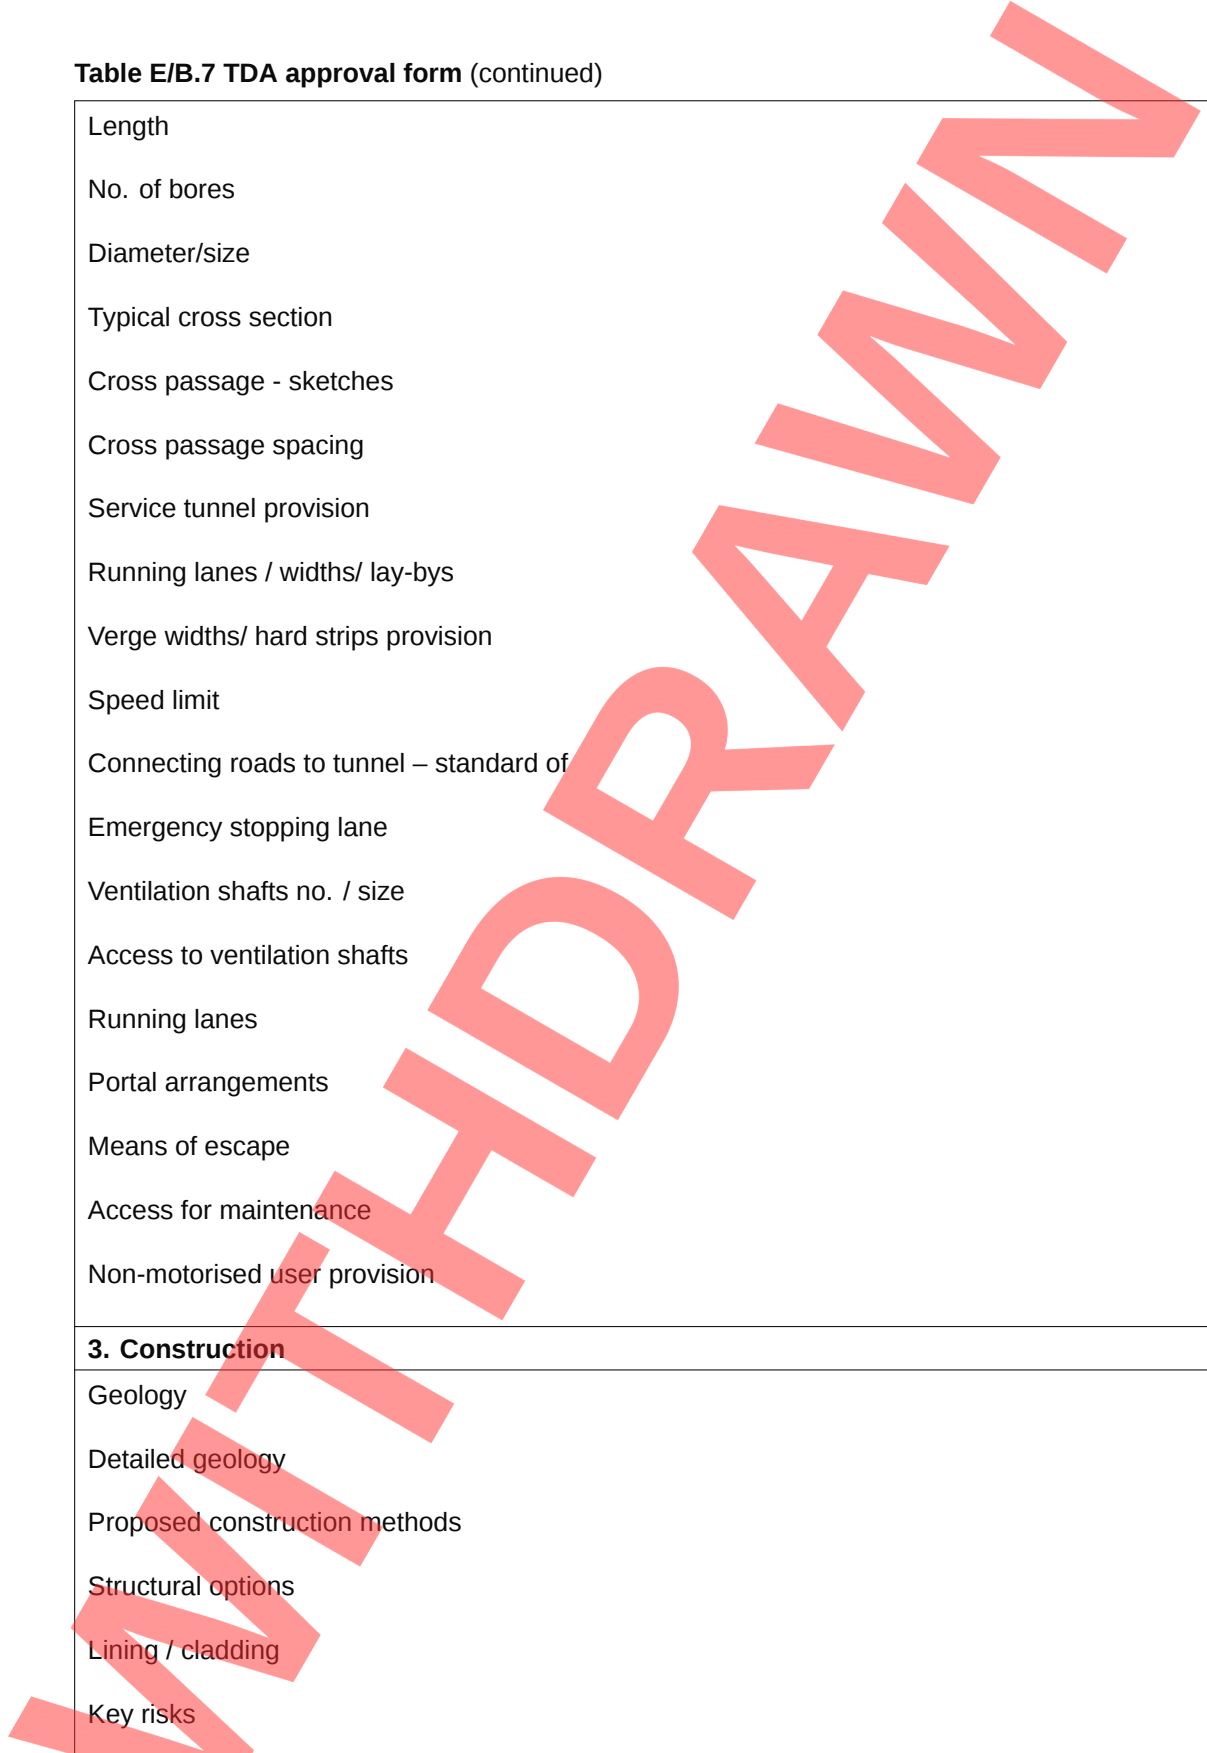 Table E/B.7 TDA approval form (continued)
Length
No. of bores
Diameter/size
Typical cross section
Cross passage - sketches
Cross passage spacing
Service tunnel provision
Running lanes / widths/ lay-bys
Verge widths/ hard strips provision
Speed limit
Connecting roads to tunnel – standard of
Emergency stopping lane
Ventilation shafts no. / size
Access to ventilation shafts
Running lanes
Portal arrangements
Means of escape
Access for maintenance
Non-motorised user provision
3. Construction
Geology
Detailed geology
Proposed construction methods
Structural options
Lining / cladding
Key risks
WITHDRAWN